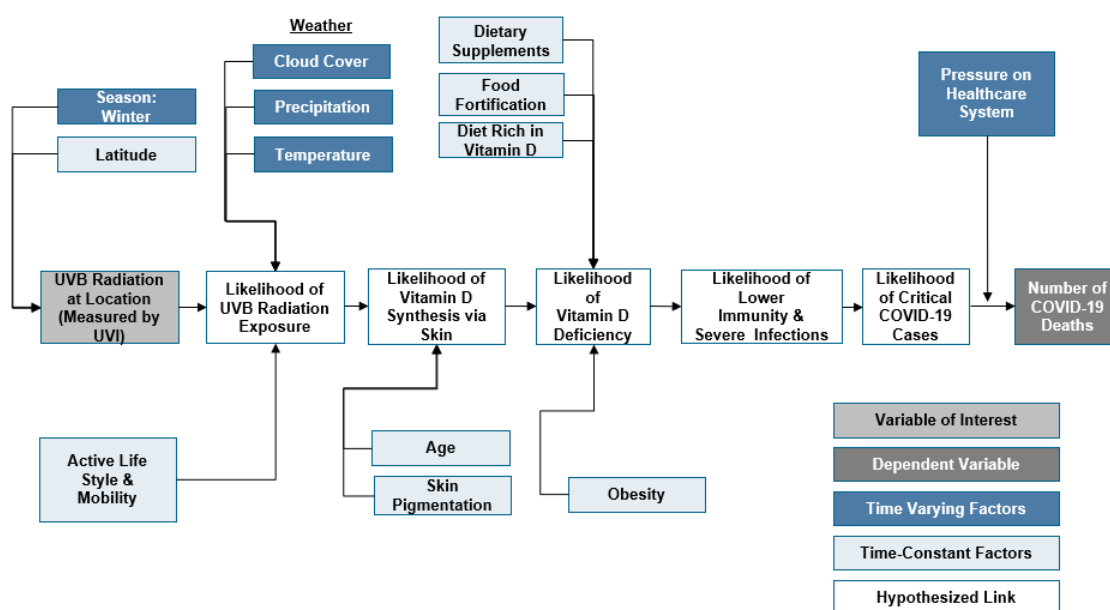 Weather
Cloud Cover
Precipitation
Temperature
Season:
Winter
Latitude
Dietary
Supplements
Food
Fortification
Diet Rich in
Vitamin D
Pressure on
Healthcare
System
UVB Radiation
at Location
(Measured by
UVI)
Likelihood of
UVB Radiation
Exposure
Likelihood of
Vitamin D
Synthesis via
Skin
Likelihood
of
Vitamin D
Deficiency
Likelihood of
Lower
Immunity &
Severe Infections
Likelihood
of Critical
COVID-19
Cases
Number of
COVID-19
Deaths
Active Life
Style &
Mobility
Age
Skin
Pigmentation
Obesity
Variable of Interest
Dependent Variable
Time Varying Factors
Time-Constant Factors
Hypothesized Link